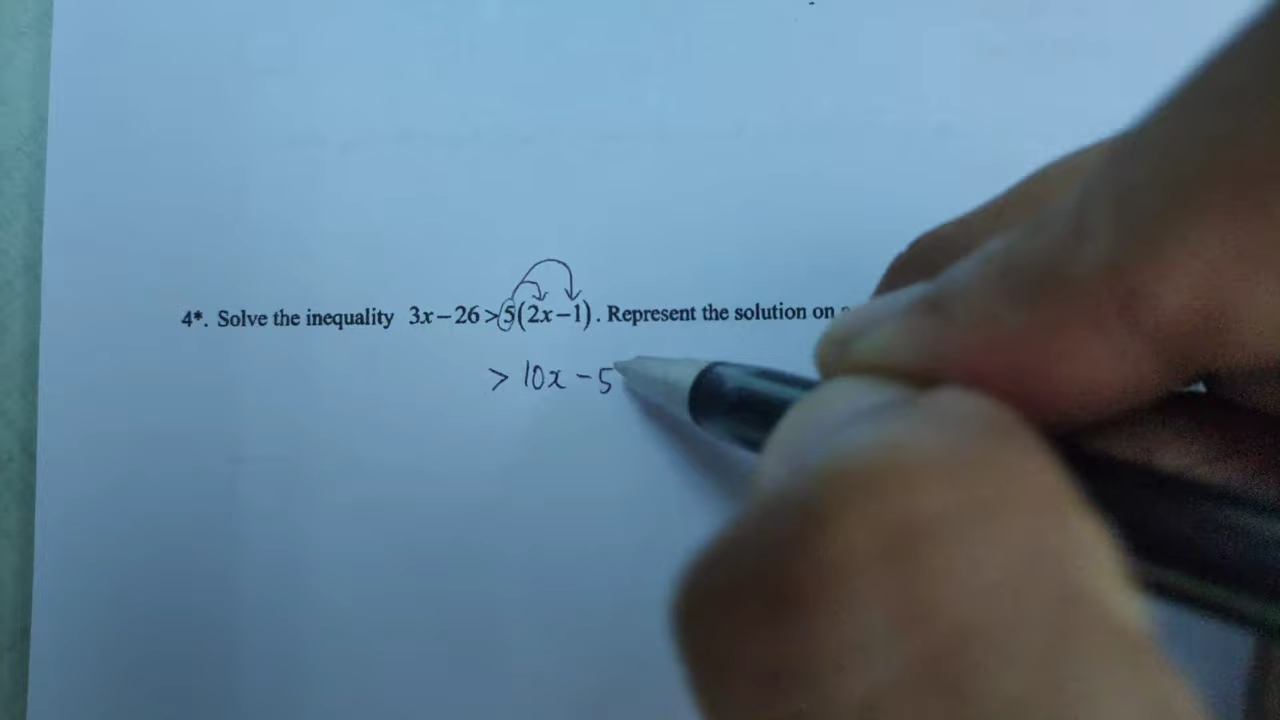 4*. Solve the inequality 3x−26>5(2x−1). Represent the solution on
> 10x − 5